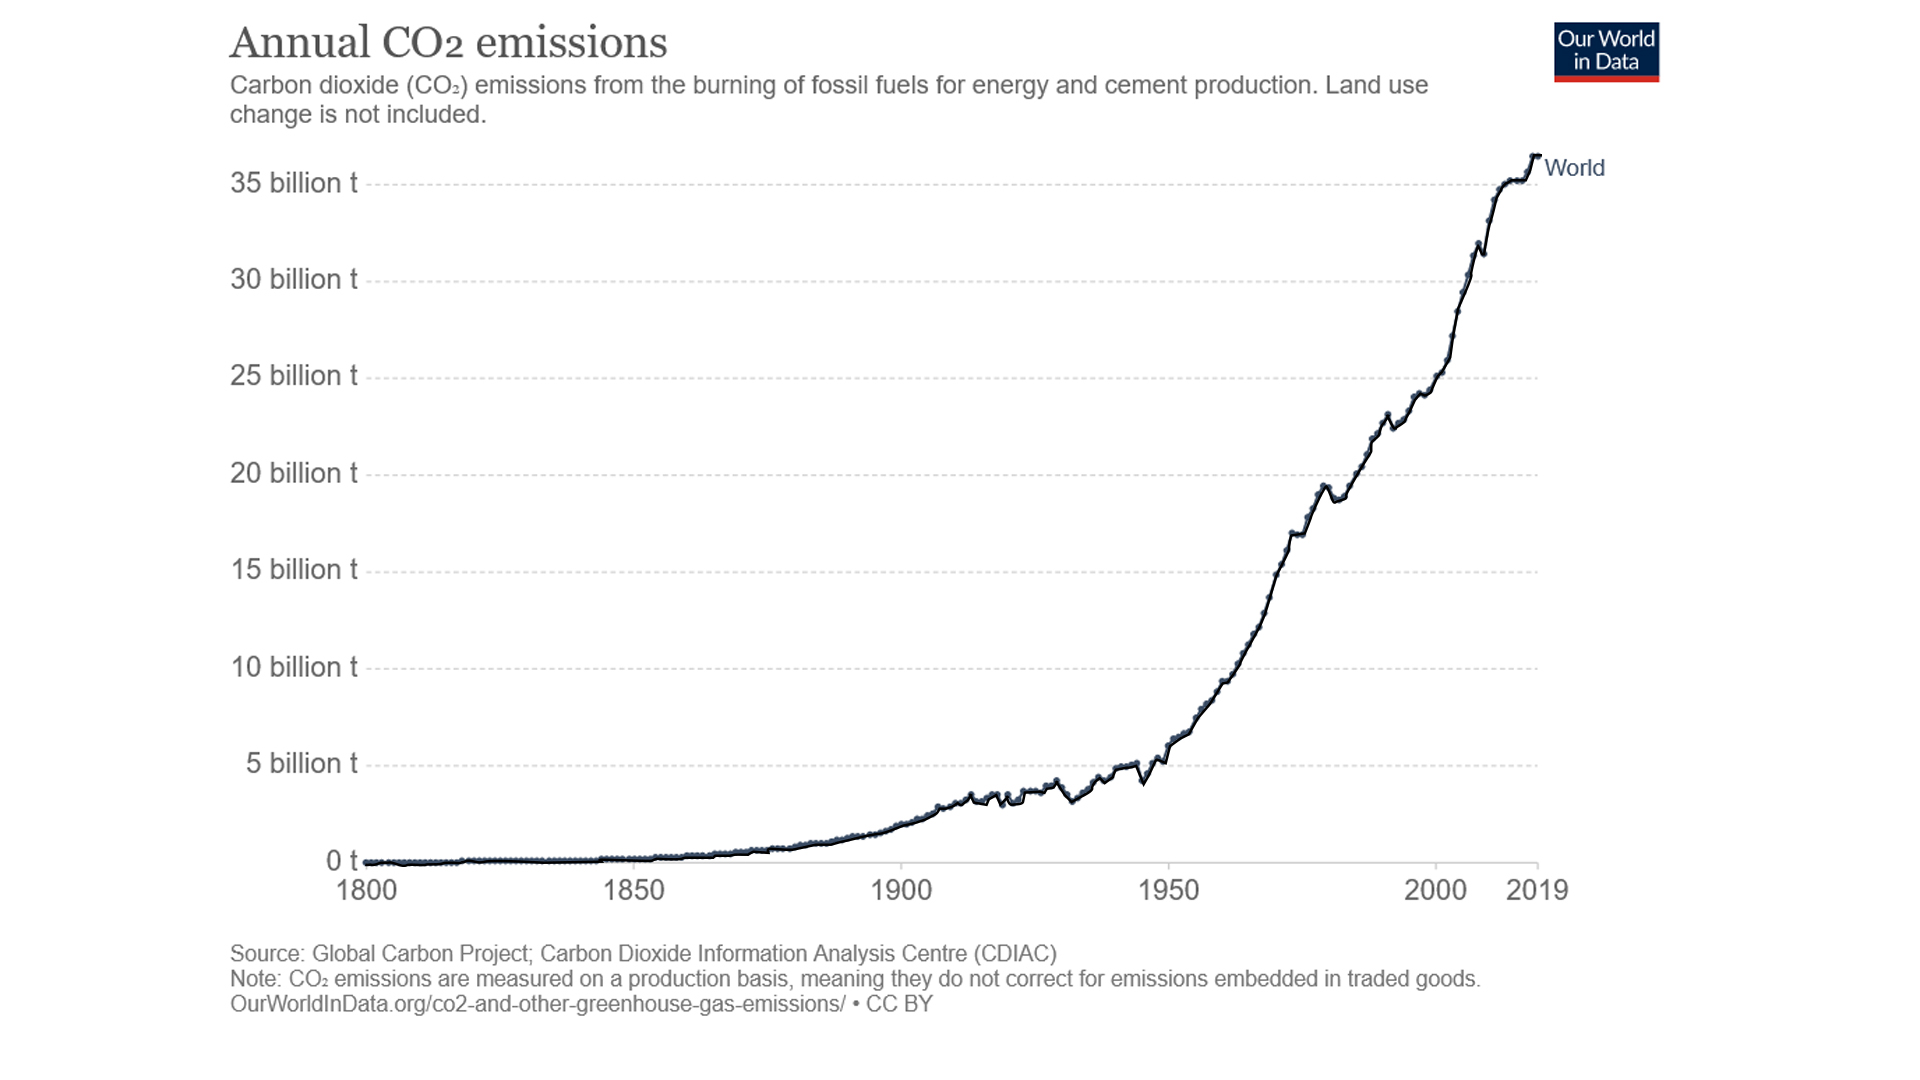 Annual CO2 emissions
Our World
in Data
Carbon dioxide (CO₂) emissions from the burning of fossil fuels for energy and cement production. Land use
change is not included.
World
35 billion t
30 billion t
25 billion t
20 billion t
15 billion t
10 billion t
5 billion t
0 t
1800 1850 1900 1950 2000 2019
Source: Global Carbon Project; Carbon Dioxide Information Analysis Centre (CDIAC)
Note: CO₂ emissions are measured on a production basis, meaning they do not correct for emissions embedded in traded goods.
OurWorldInData.org/co2-and-other-greenhouse-gas-emissions/ • CC BY